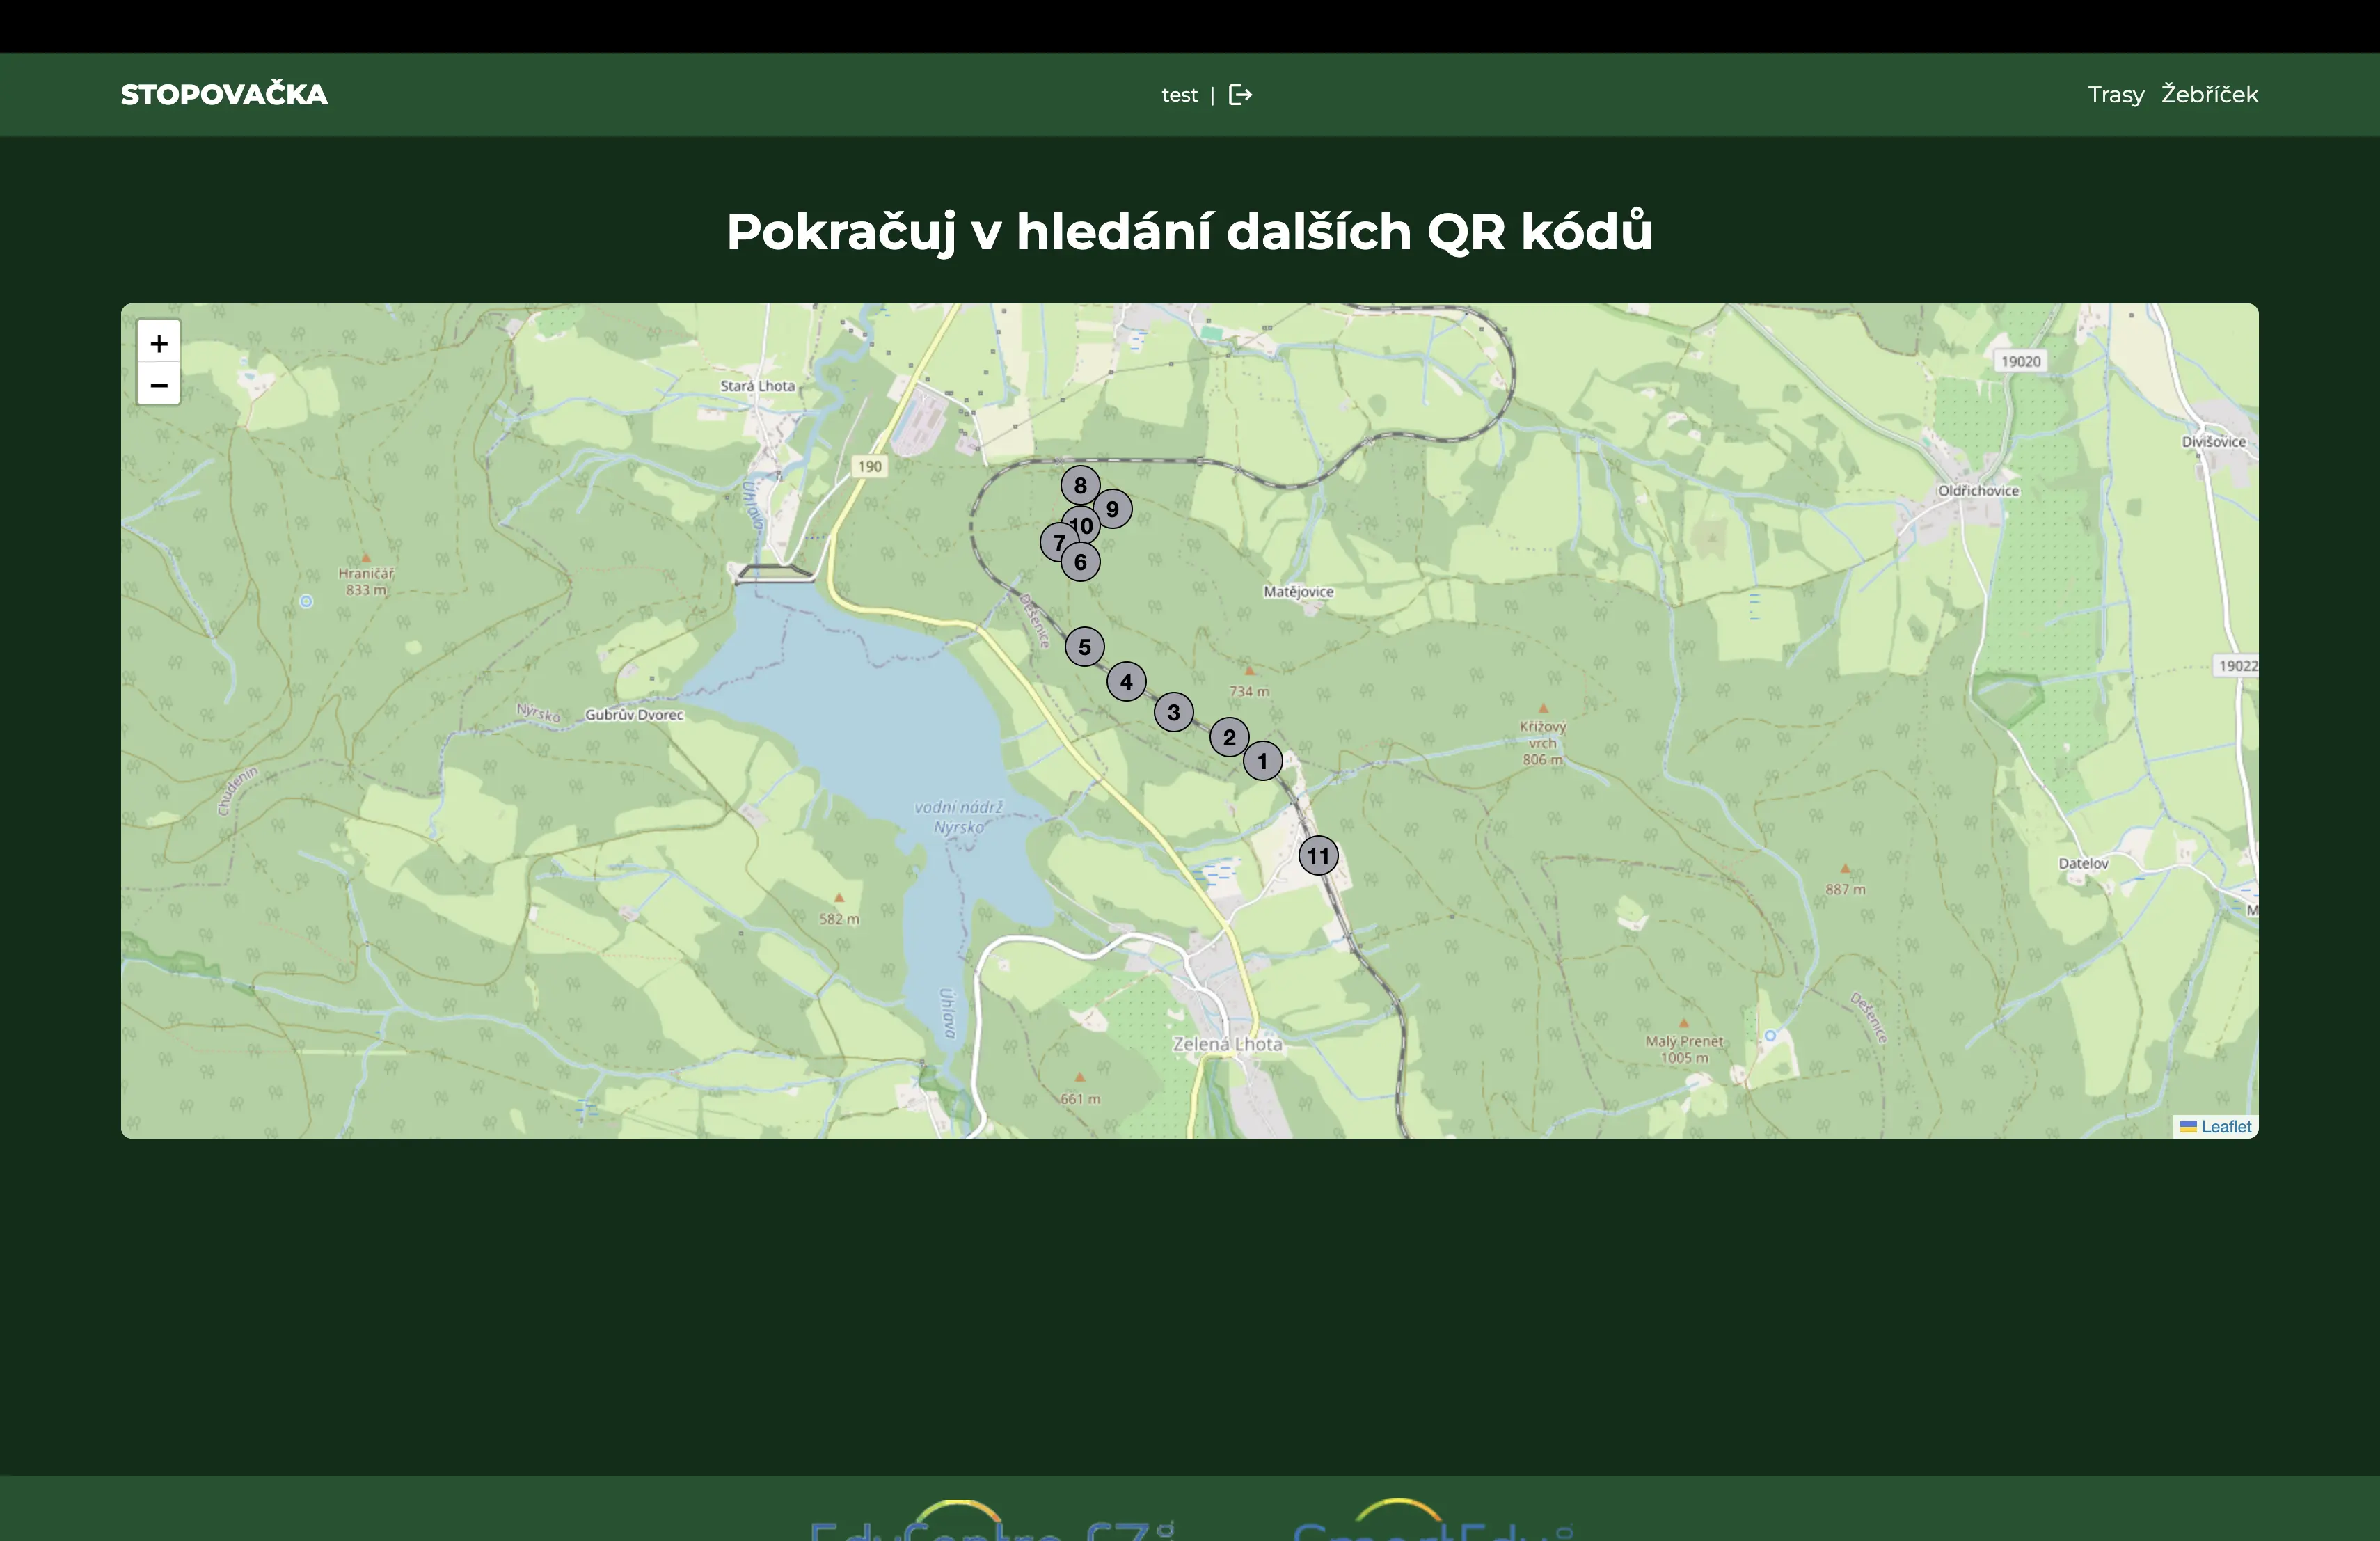 STOPOVAČKA
test |
Trasy Žebříček
Pokračuj v hledání dalších QR kódů
+
−
Stará Lhota
19020
Divišovice
190
8
Oldřichovice
9
Úhlava
10
7
6
Hraničář
833 m
Matějovice
Dešenice
5
19022
4
734 m
Nýrsko
Gubrův Dvorec
3
Křížový
vrch
806 m
2
1
Chudenín
vodní nádrž
Nýrsko
11
Datelov
887 m
582 m
M
Úhlava
Dešenice
Zelená Lhota
Malý Prenet
1005 m
661 m
Leaflet